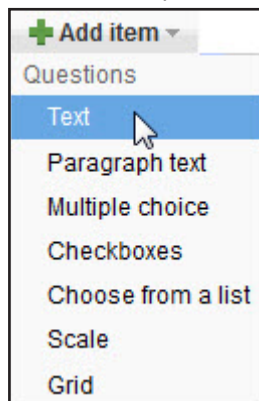 Add item
Questions
Text
Paragraph text
Multiple choice
Checkboxes
Choose from a list
Scale
Grid